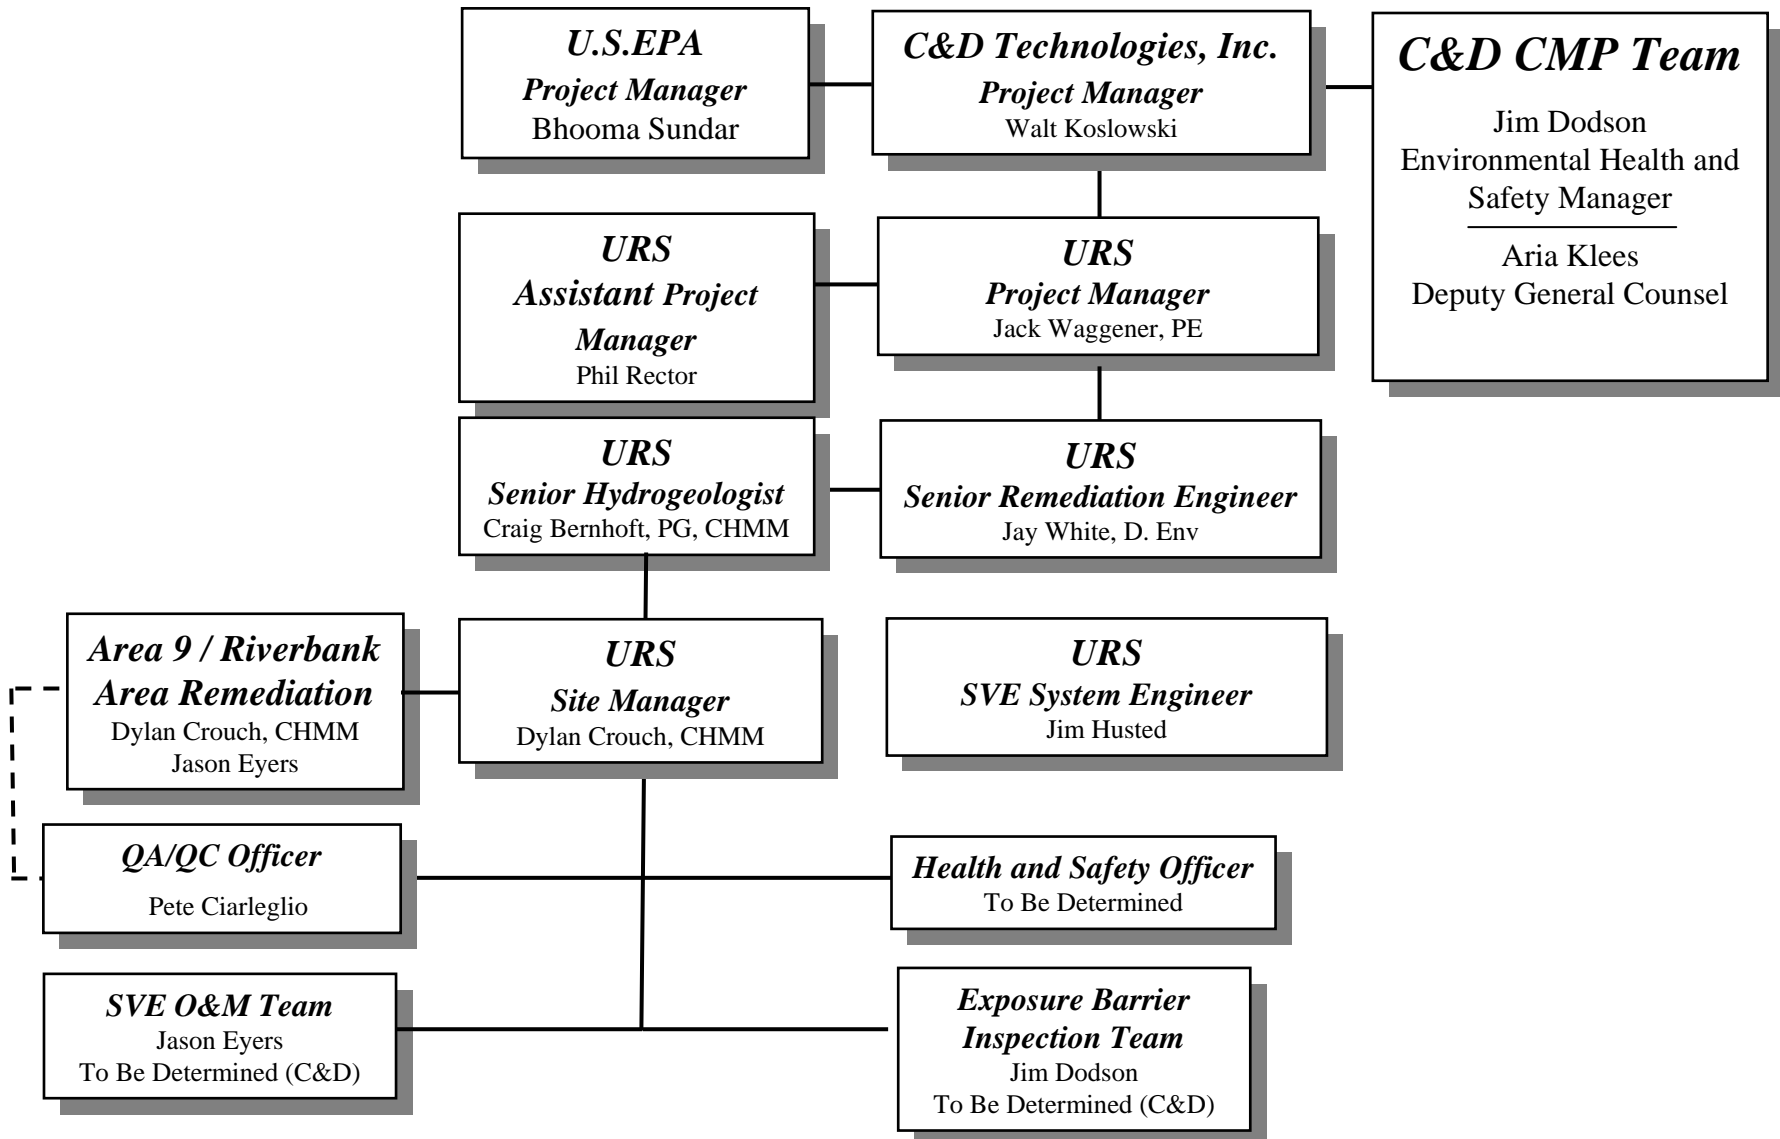 U.S.EPA
Project Manager
Bhooma Sundar
C&D Technologies, Inc.
Project Manager
Walt Koslowski
C&D CMP Team
Jim Dodson
Environmental Health and
Safety Manager
Aria Klees
Deputy General Counsel
URS
Assistant Project
Manager
Phil Rector
URS
Project Manager
Jack Waggener, PE
URS
Senior Hydrogeologist
Craig Bernhoft, PG, CHMM
URS
Senior Remediation Engineer
Jay White, D. Env
Area 9 / Riverbank
Area Remediation
Dylan Crouch, CHMM
Jason Eyers
URS
Site Manager
Dylan Crouch, CHMM
URS
SVE System Engineer
Jim Husted
QA/QC Officer
Pete Ciarleglio
Health and Safety Officer
To Be Determined
SVE O&M Team
Jason Eyers
To Be Determined (C&D)
Exposure Barrier
Inspection Team
Jim Dodson
To Be Determined (C&D)